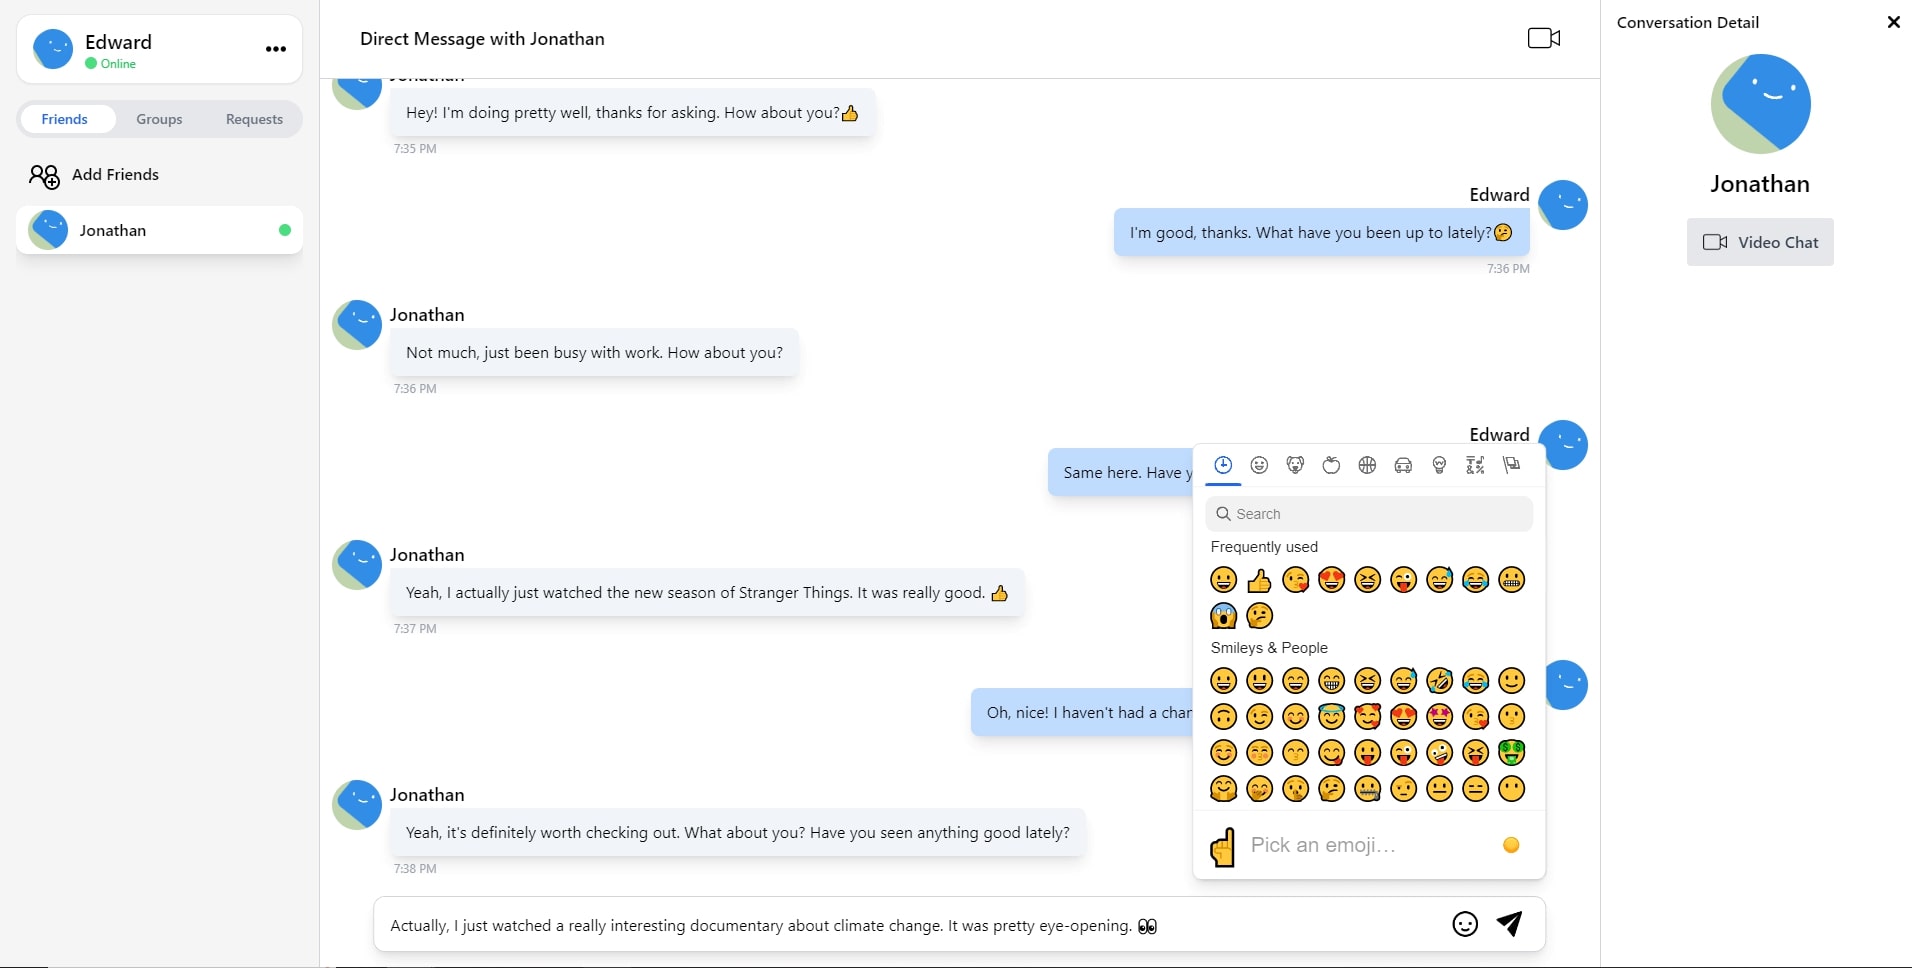 Edward
Online
Friends
Groups
Requests
Add Friends
Jonathan
Direct Message with Jonathan
Jonathan
Hey! I'm doing pretty well, thanks for asking. How about you?👍
7:35 PM
Edward
I'm good, thanks. What have you been up to lately?🤔
7:36 PM
Jonathan
Not much, just been busy with work. How about you?
7:36 PM
Edward
Same here. Have y
Jonathan
Yeah, I actually just watched the new season of Stranger Things. It was really good. 👍
7:37 PM
Oh, nice! I haven't had a char
Jonathan
Yeah, it's definitely worth checking out. What about you? Have you seen anything good lately?
7:38 PM
Search
Frequently used
Smileys & People
Pick an emoji...
Actually, I just watched a really interesting documentary about climate change. It was pretty eye-opening. 👀
Conversation Detail
Jonathan
Video Chat